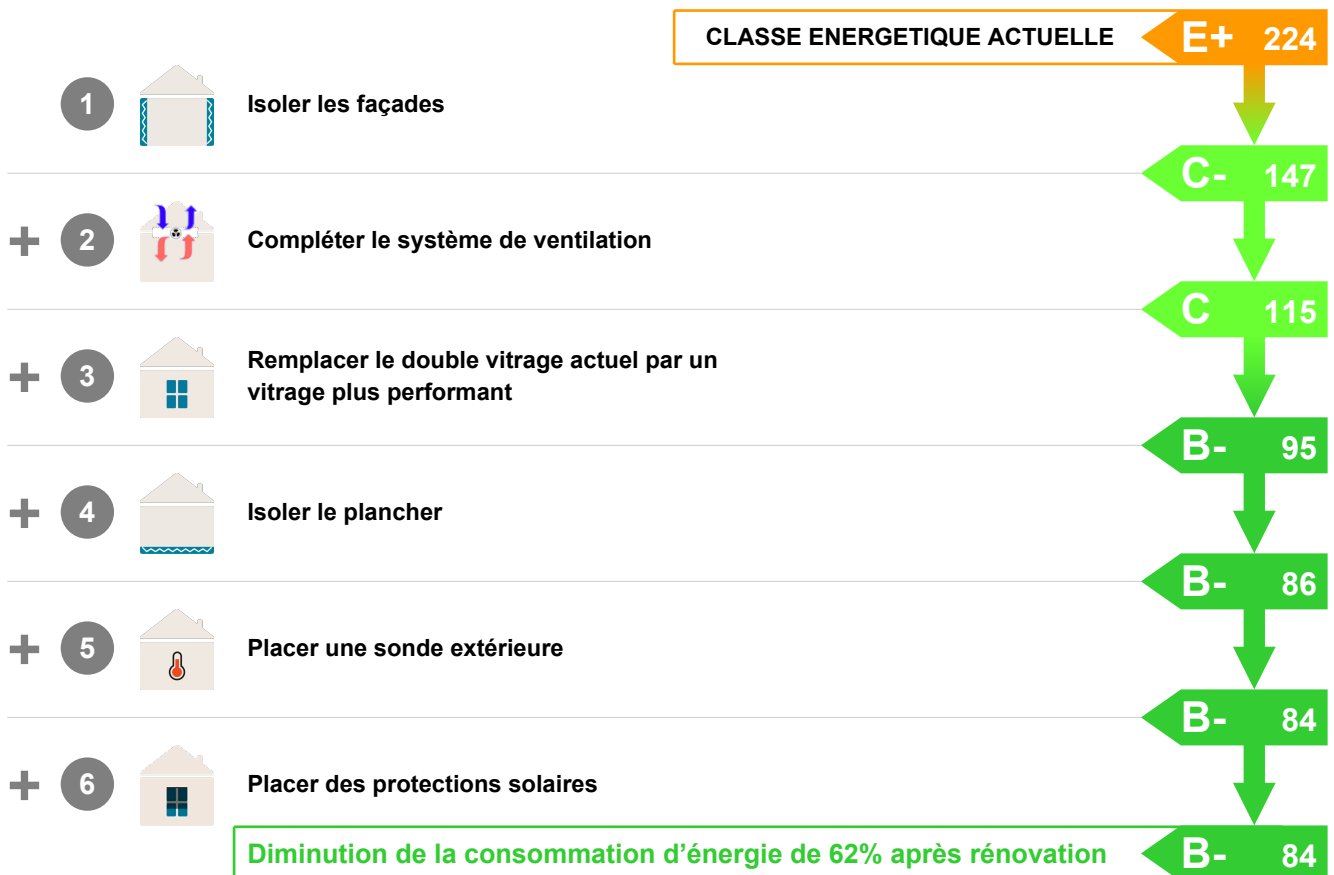 CLASSE ENERGETIQUE ACTUELLE E+ 224
1 Isoler les façades
C- 147
+ 2 Compléter le système de ventilation
C 115
+ 3 Remplacer le double vitrage actuel par un
vitrage plus performant
B- 95
+ 4 Isoler le plancher
B- 86
+ 5 Placer une sonde extérieure
B- 84
+ 6 Placer des protections solaires
Diminution de la consommation d’énergie de 62% après rénovation B- 84